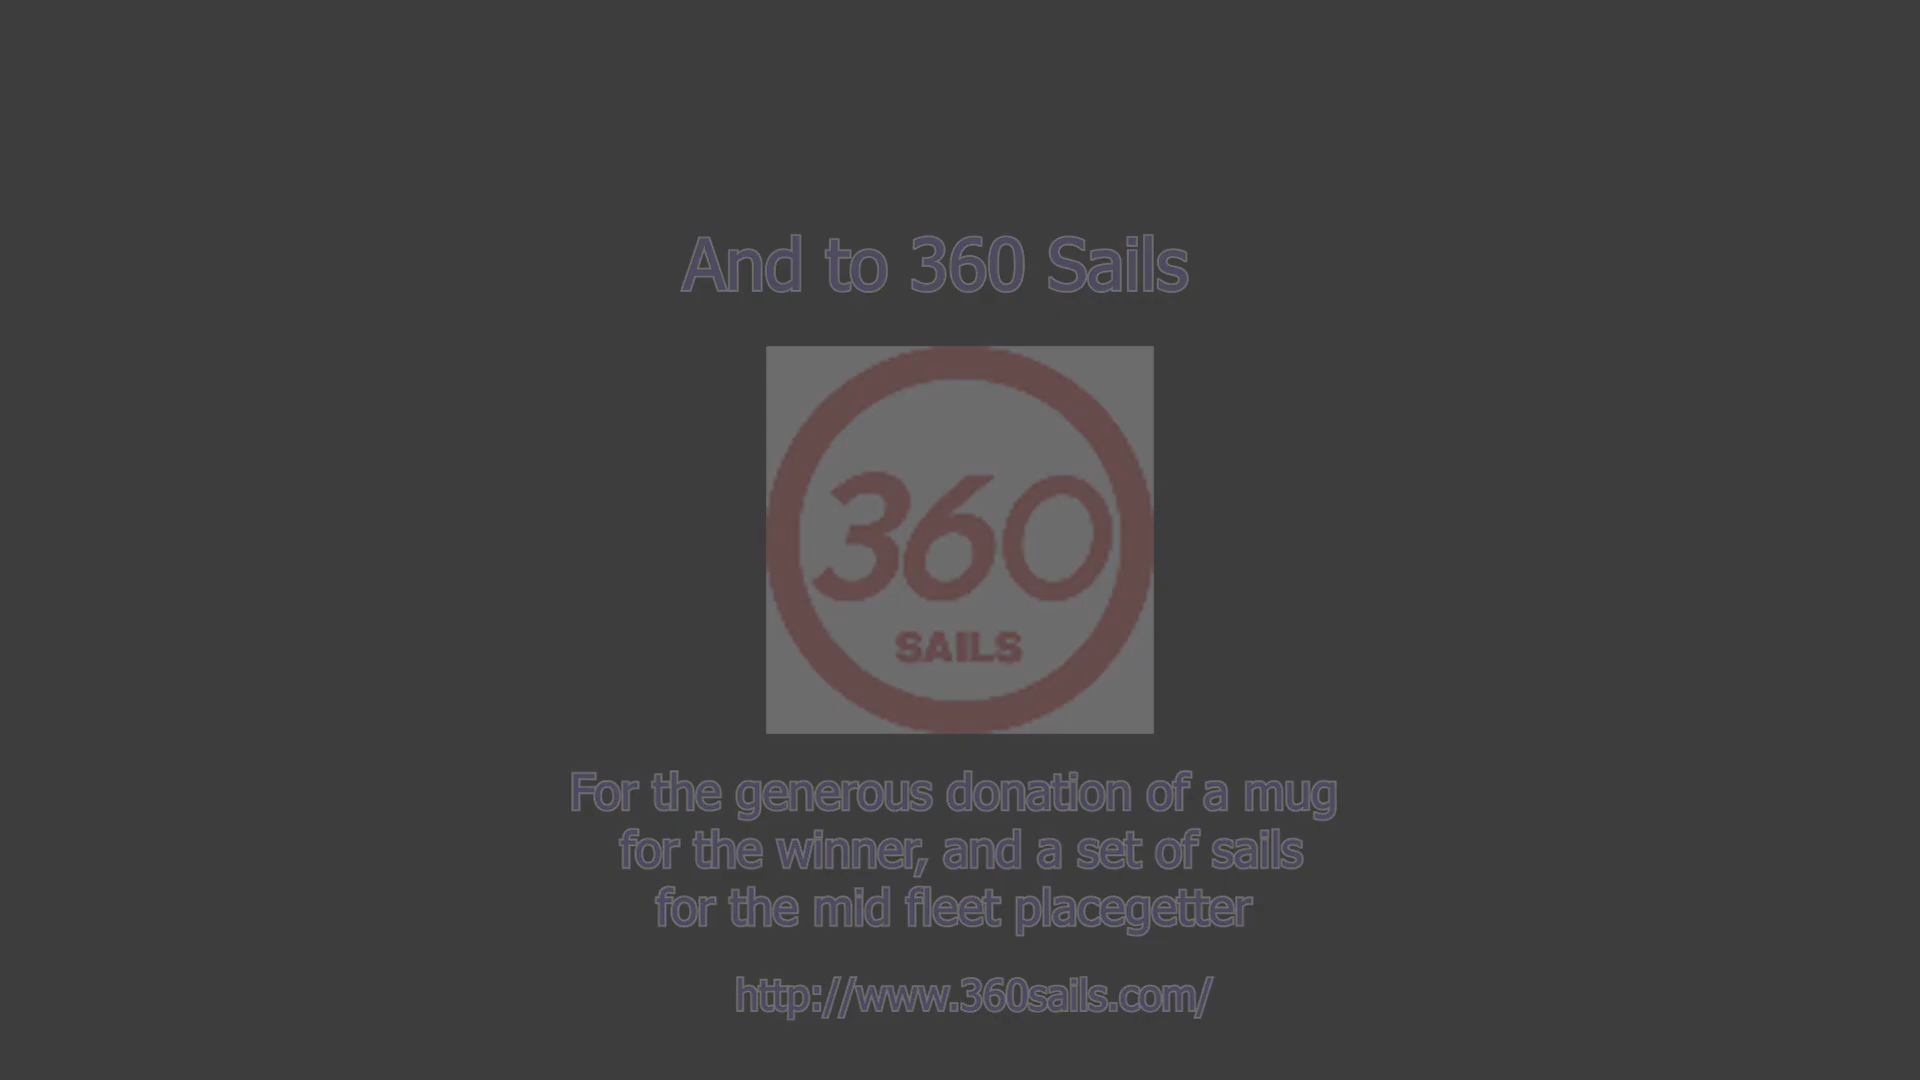 And to 360 Sails
360
SAILS
For the generous donation of a mug
for the winner, and a set of sails
for the mid fleet placegetter
http://www.360sails.com/